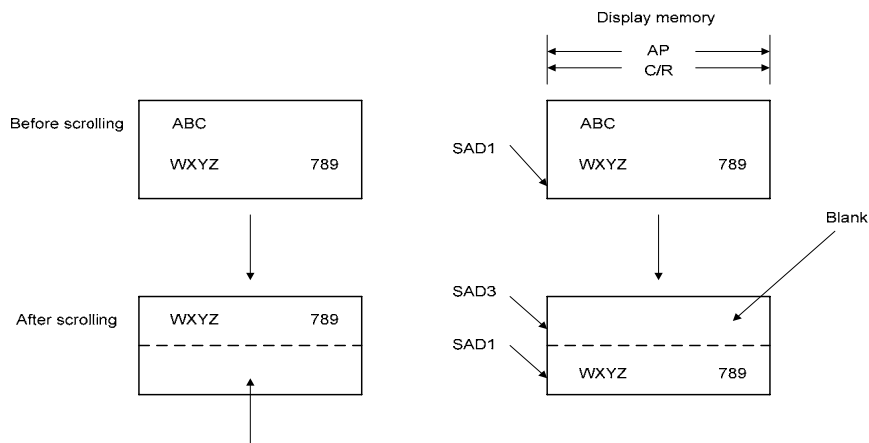 Display memory
AP
C/R
Before scrolling
ABC
WXYZ 789
SAD1
ABC
WXYZ 789
Blank
After scrolling
WXYZ 789
SAD3
SAD1
WXYZ 789